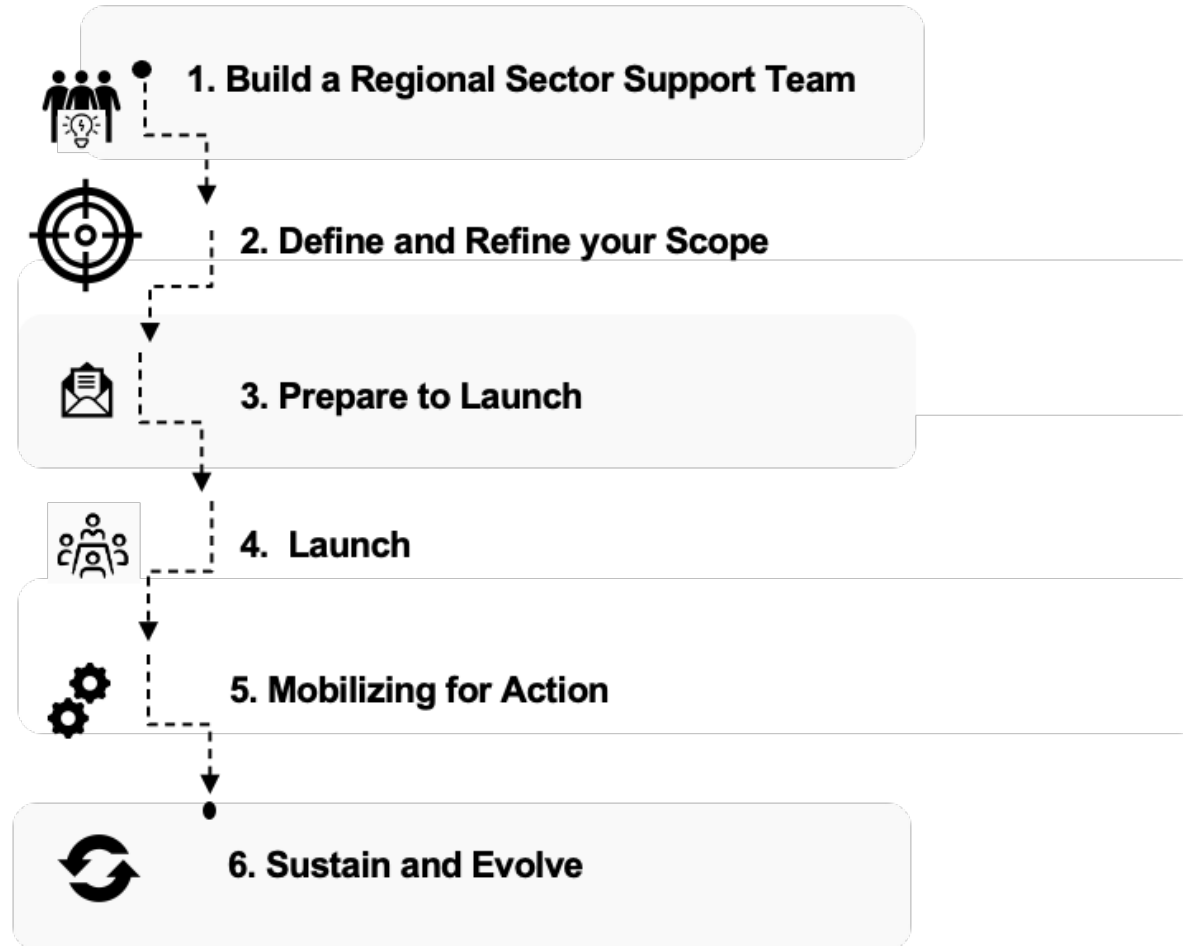 1. Build a Regional Sector Support Team
2. Define and Refine your Scope
3. Prepare to Launch
4.  Launch
5. Mobilizing for Action
6. Sustain and Evolve